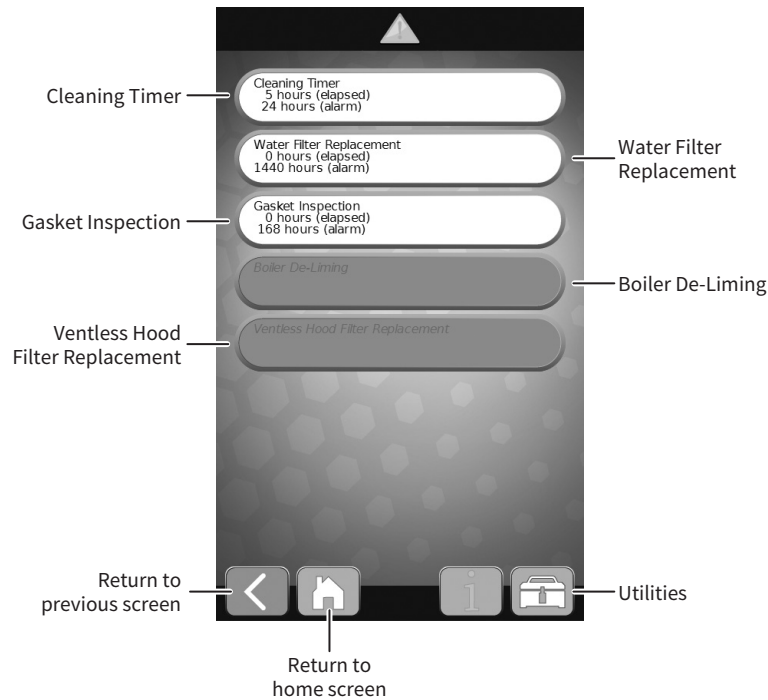 Cleaning Timer
Cleaning Timer
5 hours (elapsed)
24 hours (alarm)
Water Filter Replacement
0 hours (elapsed)
1440 hours (alarm)
Water Filter
Replacement
Gasket Inspection
Gasket Inspection
0 hours (elapsed)
168 hours (alarm)
Boiler De-Liming
Boiler De-Liming
Ventless Hood
Filter Replacement
Ventless Hood Filter Replacement
Return to
previous screen
i
Utilities
Return to
home screen